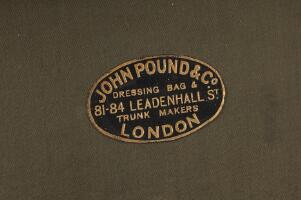 JOHN POUND & Co
DRESSING BAG &
81-84 LEADENHALL. ST
TRUNK MAKERS
LONDON